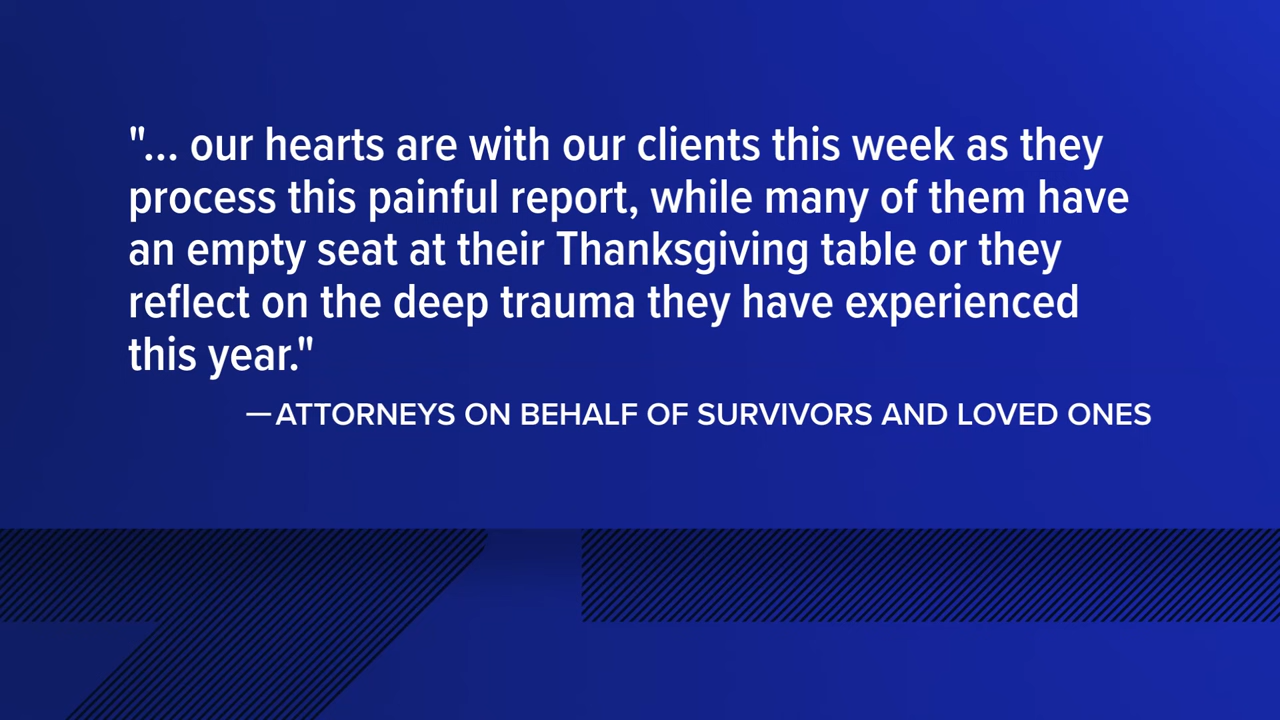 "... our hearts are with our clients this week as they
process this painful report, while many of them have
an empty seat at their Thanksgiving table or they
reflect on the deep trauma they have experienced
this year."
—ATTORNEYS ON BEHALF OF SURVIVORS AND LOVED ONES